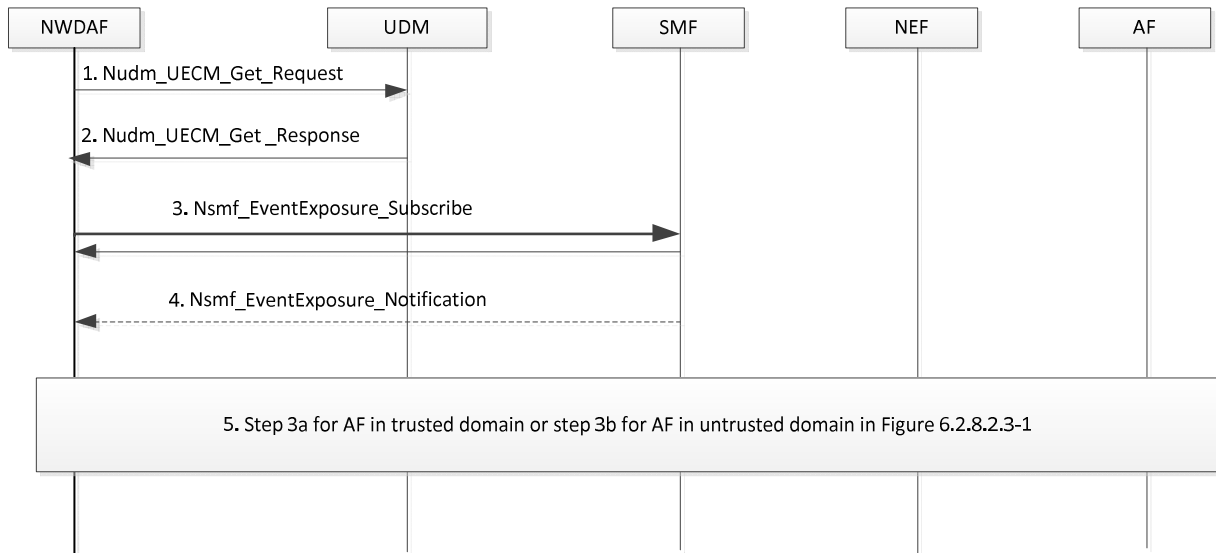 NWDAF
UDM
SMF
NEF
AF
1. Nudm_UECM_Get_Request
2. Nudm_UECM_Get _Response
3. Nsmf_EventExposure_Subscribe
4. Nsmf_EventExposure_Notification
5. Step 3a for AF in trusted domain or step 3b for AF in untrusted domain in Figure 6.2.8.2.3-1